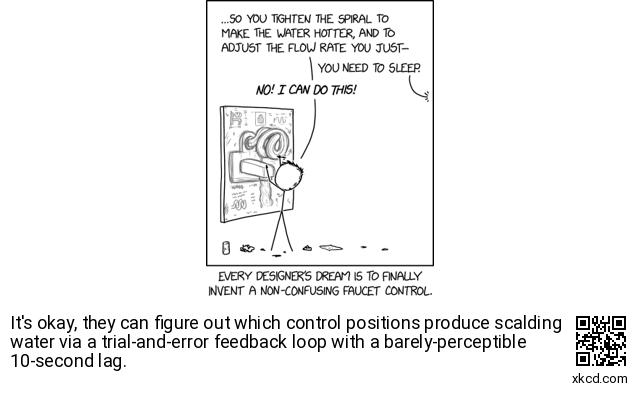 ...SO YOU TIGHTEN THE SPIRAL TO
MAKE THE WATER HOTTER, AND TO
ADJUST THE FLOW RATE YOU JUST—
YOU NEED TO SLEEP.
NO! I CAN DO THIS!
EVERY DESIGNER'S DREAM IS TO FINALLY
INVENT A NON-CONFUSING FAUCET CONTROL.
It's okay, they can figure out which control positions produce scalding
water via a trial-and-error feedback loop with a barely-perceptible
10-second lag.
xkcd.com